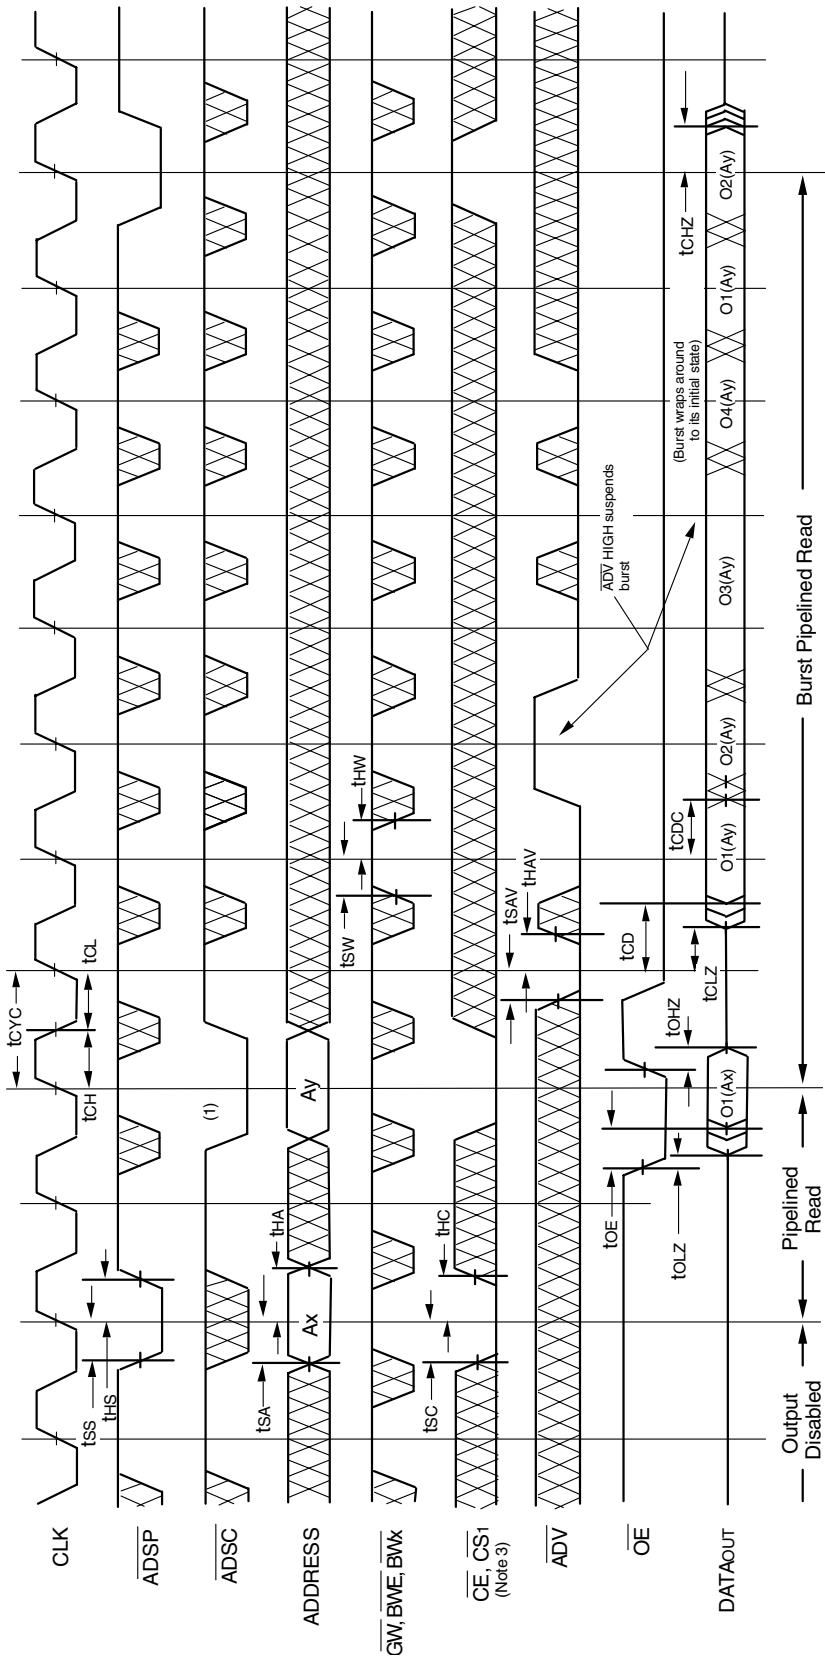 CLK
tCYC
tCH
tCL
ADSP
tSS
tHS
ADSC
(1)
ADDRESS
Ax
Ay
tSA
tHA
GW, BWE, BWx
tSW
tHW
CE, CS1
(Note 3)
tSC
tHC
ADV
tSAV
tHAV
ADV HIGH suspends
burst
OE
tOE
tOHZ
tCD
tOLZ
tCLZ
tCDC
tCHZ
(Burst wraps around
to its initial state)
DATAOUT
O1(Ax)
O1(Ay)
O2(Ay)
O3(Ay)
O4(Ay)
O1(Ay)
O2(Ay)
Output
Disabled
Pipelined
Read
Burst Pipelined Read